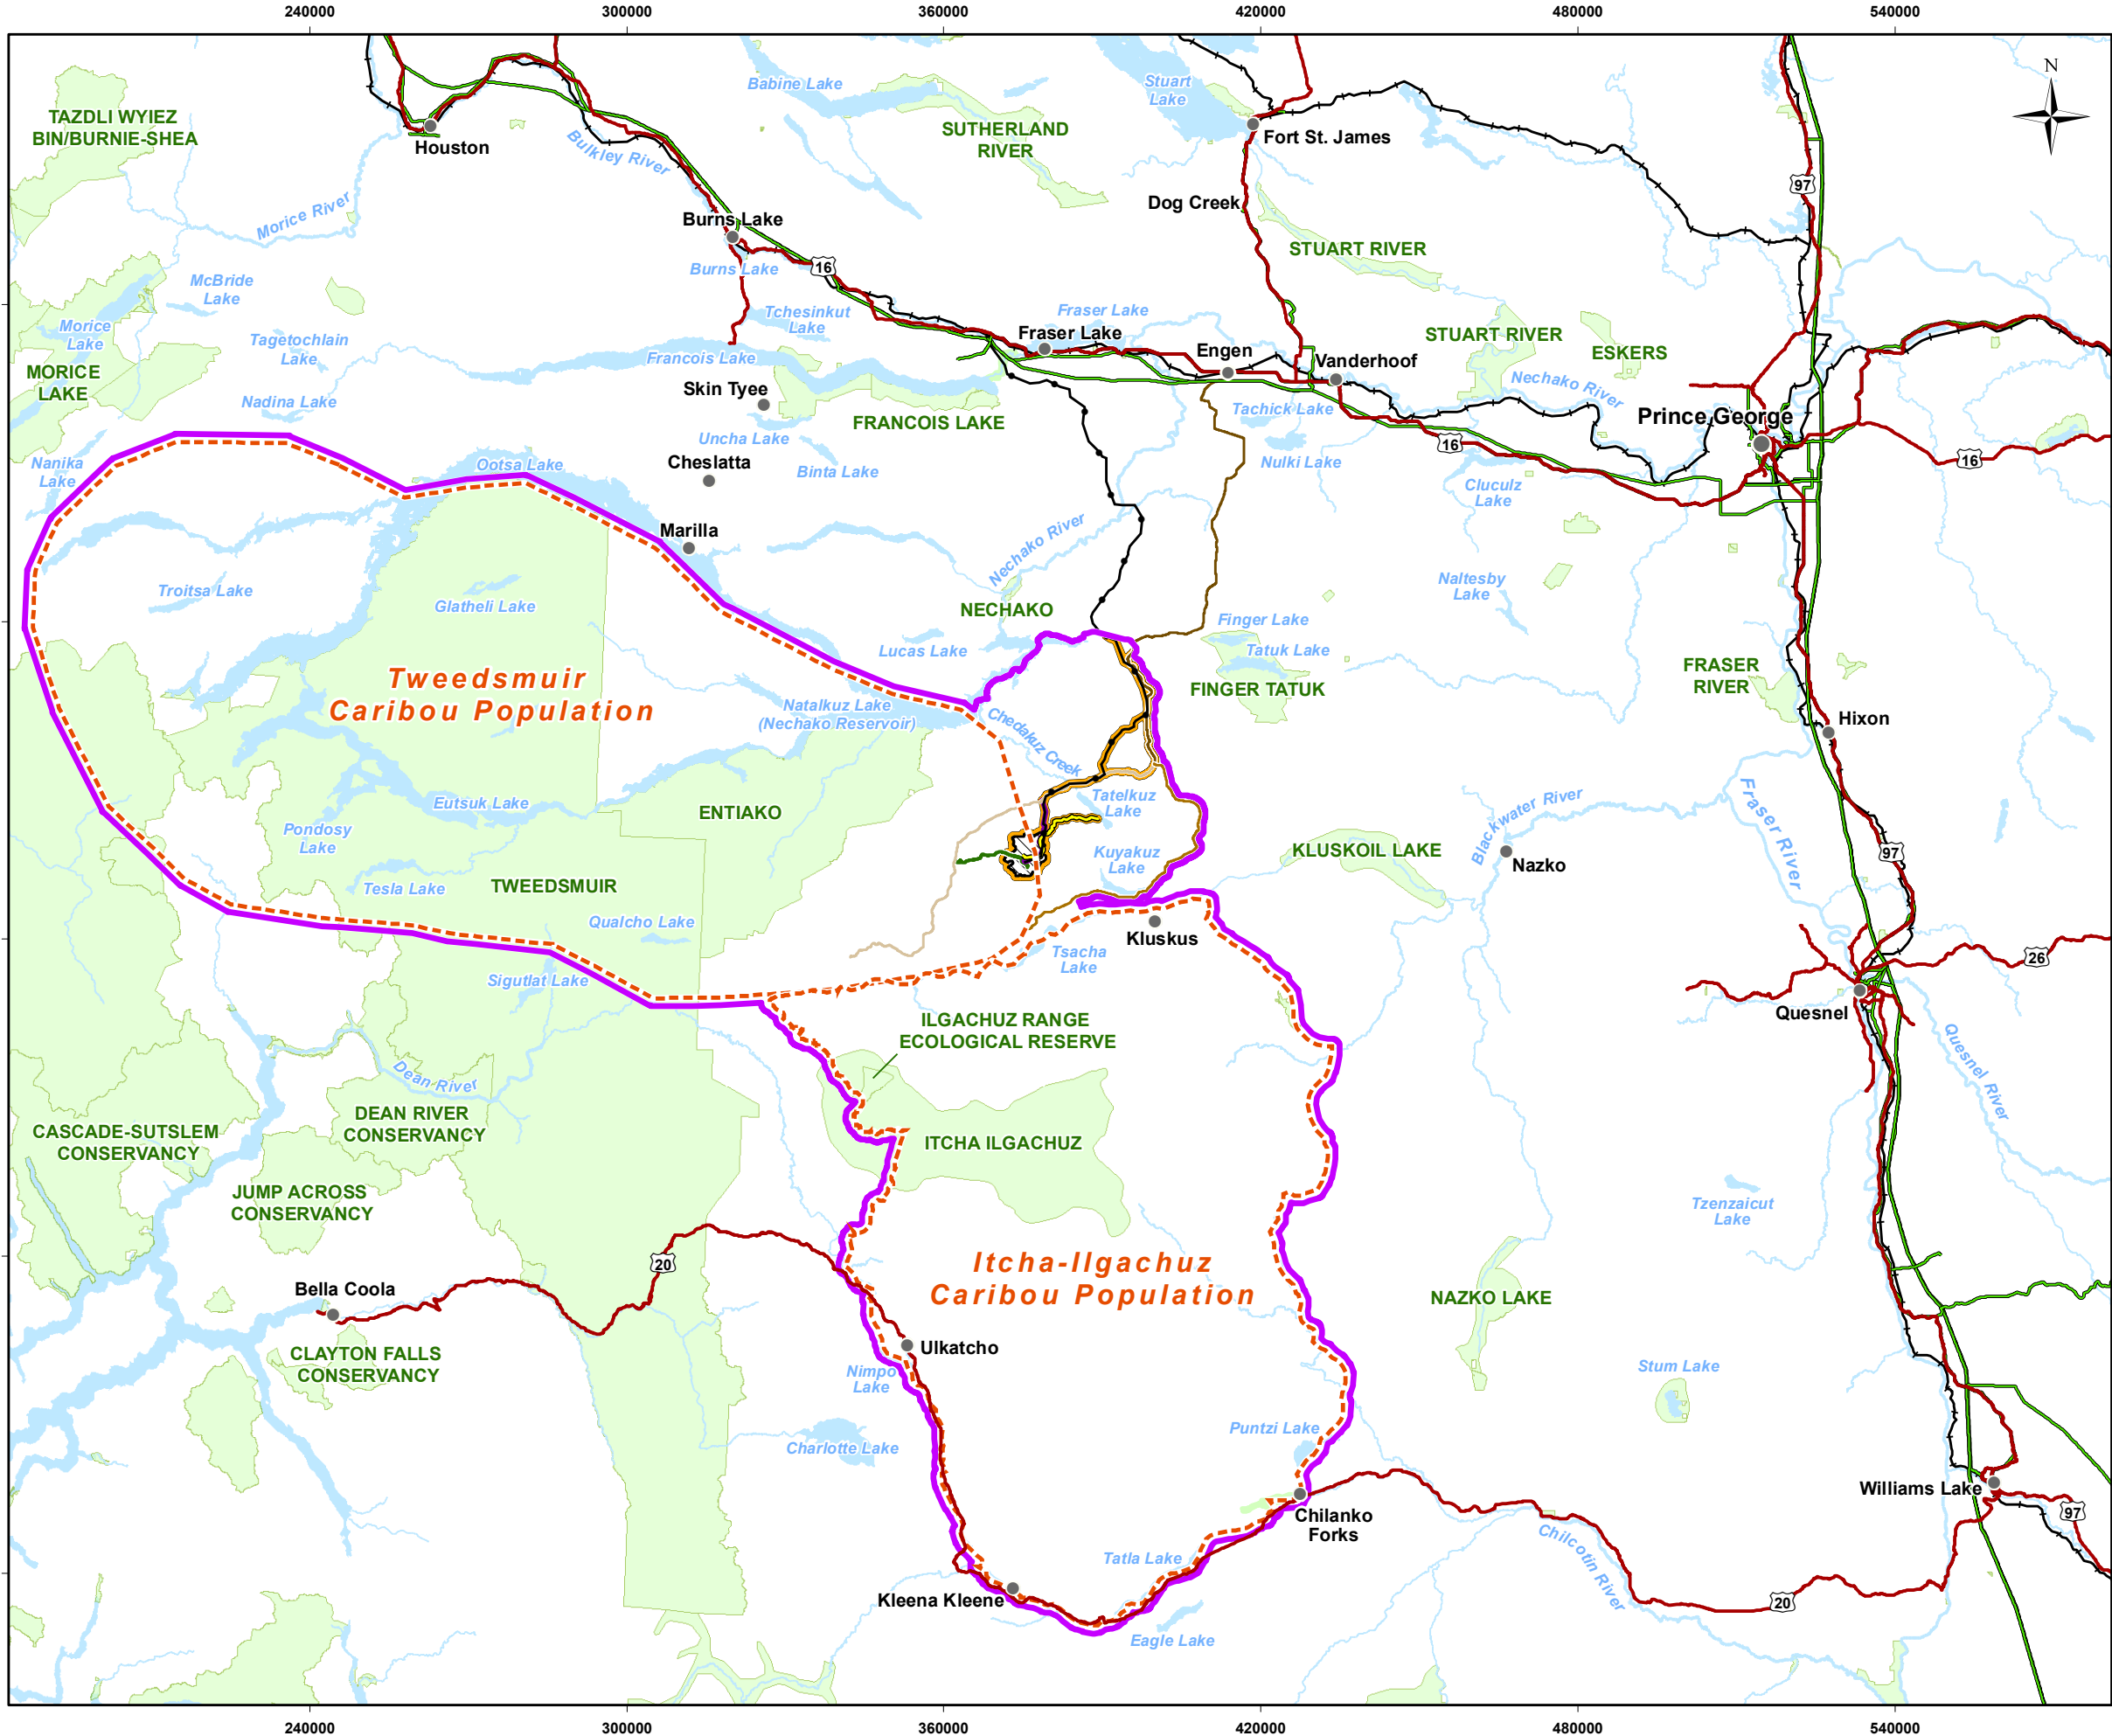 240000 300000 360000 420000 480000 540000
N
Babine Lake
Stuart
Lake
TAZDLI WYIEZ
BIN/BURNIE-SHEA
SUTHERLAND
RIVER
Houston
Fort St. James
Bulkley River
97
Morice River
Dog Creek
Burns Lake
STUART RIVER
Burns Lake
16
McBride
Lake
Morice
Lake
Tchesinkut
Lake
Fraser Lake
Fraser Lake
Tagetochlain
Lake
Francois Lake
Engen
Vanderhoof
STUART RIVER
ESKERS
MORICE
LAKE
Skin Tyee
Nechako River
Nadina Lake
FRANCOIS LAKE
Tachick Lake
Prince George
Uncha Lake
16
16
Nanika
Lake
Ootsa Lake
Cheslatta
Binta Lake
Nulki Lake
Cluculz
Lake
Marilla
Nechako River
Troitsa Lake
Glatheli Lake
Naltesby
Lake
NECHAKO
Finger Lake
Lucas Lake
Tatuk Lake
Tweedsmuir
Caribou Population
FINGER TATUK
FRASER
RIVER
Natalkuz Lake
(Nechako Reservoir)
Chedakuz Creek
Hixon
Eutsuk Lake
ENTIAKO
Tatelkuz
Lake
Blackwater River
Fraser River
Pondosy
Lake
Kuyakuz
Lake
KLUSKOIL LAKE
Nazko
97
Tesla Lake
TWEEDSMUIR
Qualcho Lake
Kluskus
Tsacha
Lake
26
Sigutlat Lake
Quesnel
ILGACHUZ RANGE
ECOLOGICAL RESERVE
Dean River
Quesnel River
DEAN RIVER
CONSERVANCY
CASCADE-SUTSLEM
CONSERVANCY
ITCHA ILGACHUZ
JUMP ACROSS
CONSERVANCY
Tzenzaicut
Lake
20
Itcha-Ilgachuz
Caribou Population
Bella Coola
NAZKO LAKE
Ulkatcho
CLAYTON FALLS
CONSERVANCY
Nimpo
Lake
Stum Lake
Puntzi Lake
Charlotte Lake
Williams Lake
Chilanko
Forks
97
Chilcotin River
Tatla Lake
Kleena Kleene
20
Eagle Lake
240000 300000 360000 420000 480000 540000